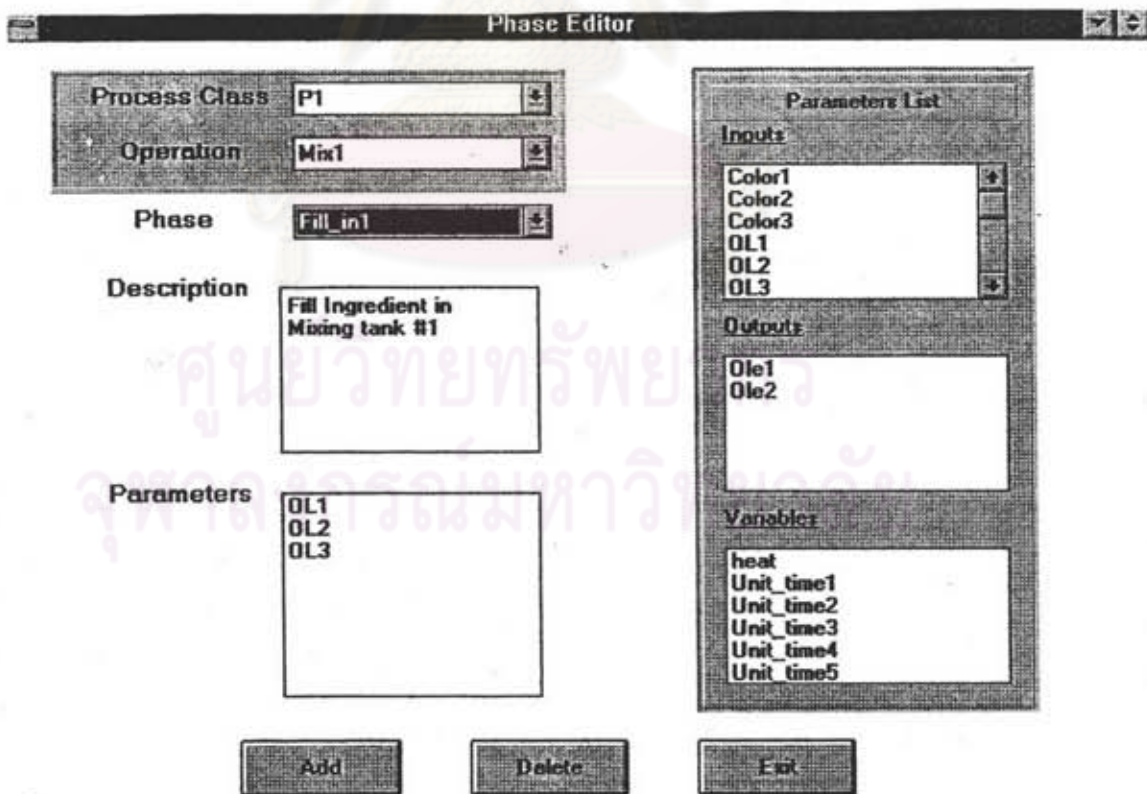 Phase Editor
Process Class P1
Operation Mix1
Phase Fill_in1
Description
Fill Ingredient in
Mixing tank #1
Parameters
OL1
OL2
OL3
Parameters List
Inputs
Color1
Color2
Color3
OL1
OL2
OL3
Outputs
Ole1
Ole2
Variables
heat
Unit_time1
Unit_time2
Unit_time3
Unit_time4
Unit_time5
Add
Delete
Exit
ศูนย์วิทยทรัพยากร
จุฬาลงกรณ์มหาวิทยาลัย